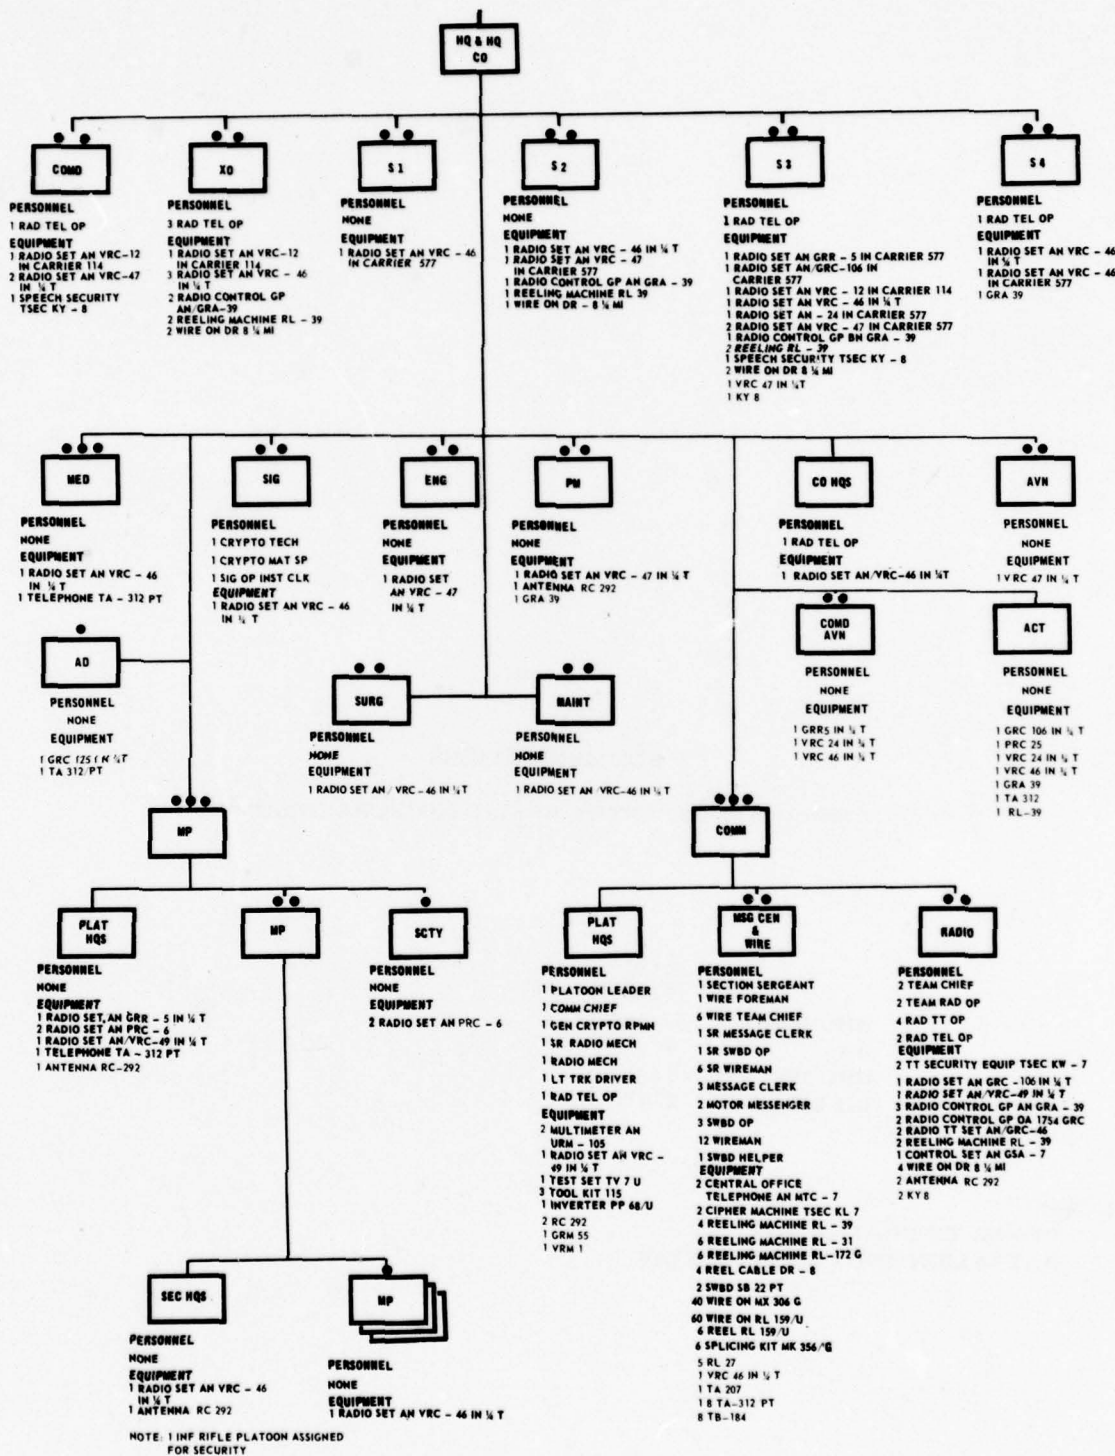 HQ & HQ
CO
COMD
PERSONNEL
1 RAD TEL OP
EQUIPMENT
1 RADIO SET AN VRC-12
IN CARRIER 114
2 RADIO SET AN VRC-47
IN ¼ T
1 SPEECH SECURITY
TSEC KY - 8
XO
PERSONNEL
3 RAD TEL OP
EQUIPMENT
1 RADIO SET AN VRC-12
IN CARRIER 114
3 RADIO SET AN VRC - 46
IN ¼ T
2 RADIO CONTROL GP
AN/GRA-39
2 REELING MACHINE RL - 39
2 WIRE ON DR 8 ¼ MI
S 1
PERSONNEL
NONE
EQUIPMENT
1 RADIO SET AN VRC - 46
IN CARRIER 577
S 2
PERSONNEL
NONE
EQUIPMENT
1 RADIO SET AN VRC - 46 IN ¼ T
1 RADIO SET AN VRC - 47
IN CARRIER 577
1 RADIO CONTROL GP AN GRA - 39
1 REELING MACHINE RL 39
1 WIRE ON DR - 8 ¼ MI
S 3
PERSONNEL
1 RAD TEL OP
EQUIPMENT
1 RADIO SET AN GRR - 5 IN CARRIER 577
1 RADIO SET AN/GRC-106 IN
CARRIER 577
1 RADIO SET AN VRC - 12 IN CARRIER 114
1 RADIO SET AN VRC - 46 IN ¼ T
1 RADIO SET AN - 24 IN CARRIER 577
2 RADIO SET AN VRC - 47 IN CARRIER 577
1 RADIO CONTROL GP BN GRA - 39
2 REELING RL - 39
1 SPEECH SECURITY TSEC KY - 8
2 WIRE ON DR 8 ¼ MI
1 VRC 47 IN ¼ T
1 KY 8
S 4
PERSONNEL
1 RAD TEL OP
EQUIPMENT
1 RADIO SET AN VRC - 46
IN ¼ T
1 RADIO SET AN VRC - 46
IN CARRIER 577
1 GRA 39
MED
PERSONNEL
NONE
EQUIPMENT
1 RADIO SET AN VRC - 46
IN ¼ T
1 TELEPHONE TA - 312 PT
SIG
PERSONNEL
1 CRYPTO TECH
1 CRYPTO MAT SP
1 SIG OP INST CLK
EQUIPMENT
1 RADIO SET AN VRC - 46
IN ¼ T
ENG
PERSONNEL
NONE
EQUIPMENT
1 RADIO SET
AN VRC - 47
IN ¼ T
PM
PERSONNEL
NONE
EQUIPMENT
1 RADIO SET AN VRC - 47 IN ¼ T
1 ANTENNA RC 292
1 GRA 39
CO HQS
PERSONNEL
1 RAD TEL OP
EQUIPMENT
1 RADIO SET AN/VRC-46 IN ¼T
AVN
PERSONNEL
NONE
EQUIPMENT
1 VRC 47 IN ¼ T
AD
PERSONNEL
NONE
EQUIPMENT
1 GRC 125 IN ¼T
1 TA 312/PT
SURG
PERSONNEL
NONE
EQUIPMENT
1 RADIO SET AN/VRC-46 IN ¼ T
MAINT
PERSONNEL
NONE
EQUIPMENT
1 RADIO SET AN VRC-46 IN ¼ T
COMD
AVN
PERSONNEL
NONE
EQUIPMENT
1 GRR5 IN ¼ T
1 VRC 24 IN ¼ T
1 VRC 46 IN ¼ T
ACT
PERSONNEL
NONE
EQUIPMENT
1 GRC 106 IN ¼ T
1 PRC 25
1 VRC 24 IN ¼ T
1 VRC 46 IN ¼ T
1 GRA 39
1 TA 312
1 RL-39
MP
COMM
PLAT
HQS
PERSONNEL
NONE
EQUIPMENT
1 RADIO SET, AN GRR - 5 IN ¼ T
2 RADIO SET AN PRC - 6
1 RADIO SET AN/VRC-49 IN ¼ T
1 TELEPHONE TA - 312 PT
1 ANTENNA RC-292
MP
SCTY
PERSONNEL
NONE
EQUIPMENT
2 RADIO SET AN PRC - 6
PLAT
HQS
PERSONNEL
1 PLATOON LEADER
1 COMM CHIEF
1 GEN CRYPTO RPMN
1 SR RADIO MECH
1 RADIO MECH
1 LT TRK DRIVER
1 RAD TEL OP
EQUIPMENT
2 MULTIMETER AN
URM - 105
1 RADIO SET AN VRC -
49 IN ¼ T
1 TEST SET TV 7 U
3 TOOL KIT 115
1 INVERTER PP 68/U
2 RC 292
1 GRM 55
1 VRM 1
MSG CEN
&
WIRE
PERSONNEL
1 SECTION SERGEANT
1 WIRE FOREMAN
6 WIRE TEAM CHIEF
1 SR MESSAGE CLERK
1 SR SWBD OP
6 SR WIREMAN
3 MESSAGE CLERK
2 MOTOR MESSENGER
3 SWBD OP
12 WIREMAN
1 SWBD HELPER
EQUIPMENT
2 CENTRAL OFFICE
TELEPHONE AN MTC - 7
2 CIPHER MACHINE TSEC KL 7
4 REELING MACHINE RL - 39
6 REELING MACHINE RL - 31
6 REELING MACHINE RL-172 G
4 REEL CABLE DR - 8
2 SWBD SB 22 PT
40 WIRE ON MX 306 G
60 WIRE ON RL 159/U
6 REEL RL 159/U
6 SPLICING KIT MK 356/G
5 RL 27
1 VRC 46 IN ¼ T
1 TA 207
18 TA-312 PT
8 TB-184
RADIO
PERSONNEL
2 TEAM CHIEF
2 TEAM RAD OP
4 RAD TT OP
2 RAD TEL OP
EQUIPMENT
2 TT SECURITY EQUIP TSEC KW - 7
1 RADIO SET AN GRC -106 IN ¼ T
1 RADIO SET AN/VRC-49 IN ¼ T
3 RADIO CONTROL GP AN GRA - 39
2 RADIO CONTROL GP OA 1754 GRC
2 RADIO TT SET AN/GRC-46
2 REELING MACHINE RL - 39
1 CONTROL SET AN GSA - 7
4 WIRE ON DR 8 ¼ MI
2 ANTENNA RC 292
2 KY 8
SEC HQS
PERSONNEL
NONE
EQUIPMENT
1 RADIO SET AN VRC - 46
IN ¼ T
1 ANTENNA RC 292
MP
PERSONNEL
NONE
EQUIPMENT
1 RADIO SET AN VRC - 46 IN ¼ T
NOTE: 1 INF RIFLE PLATOON ASSIGNED
FOR SECURITY